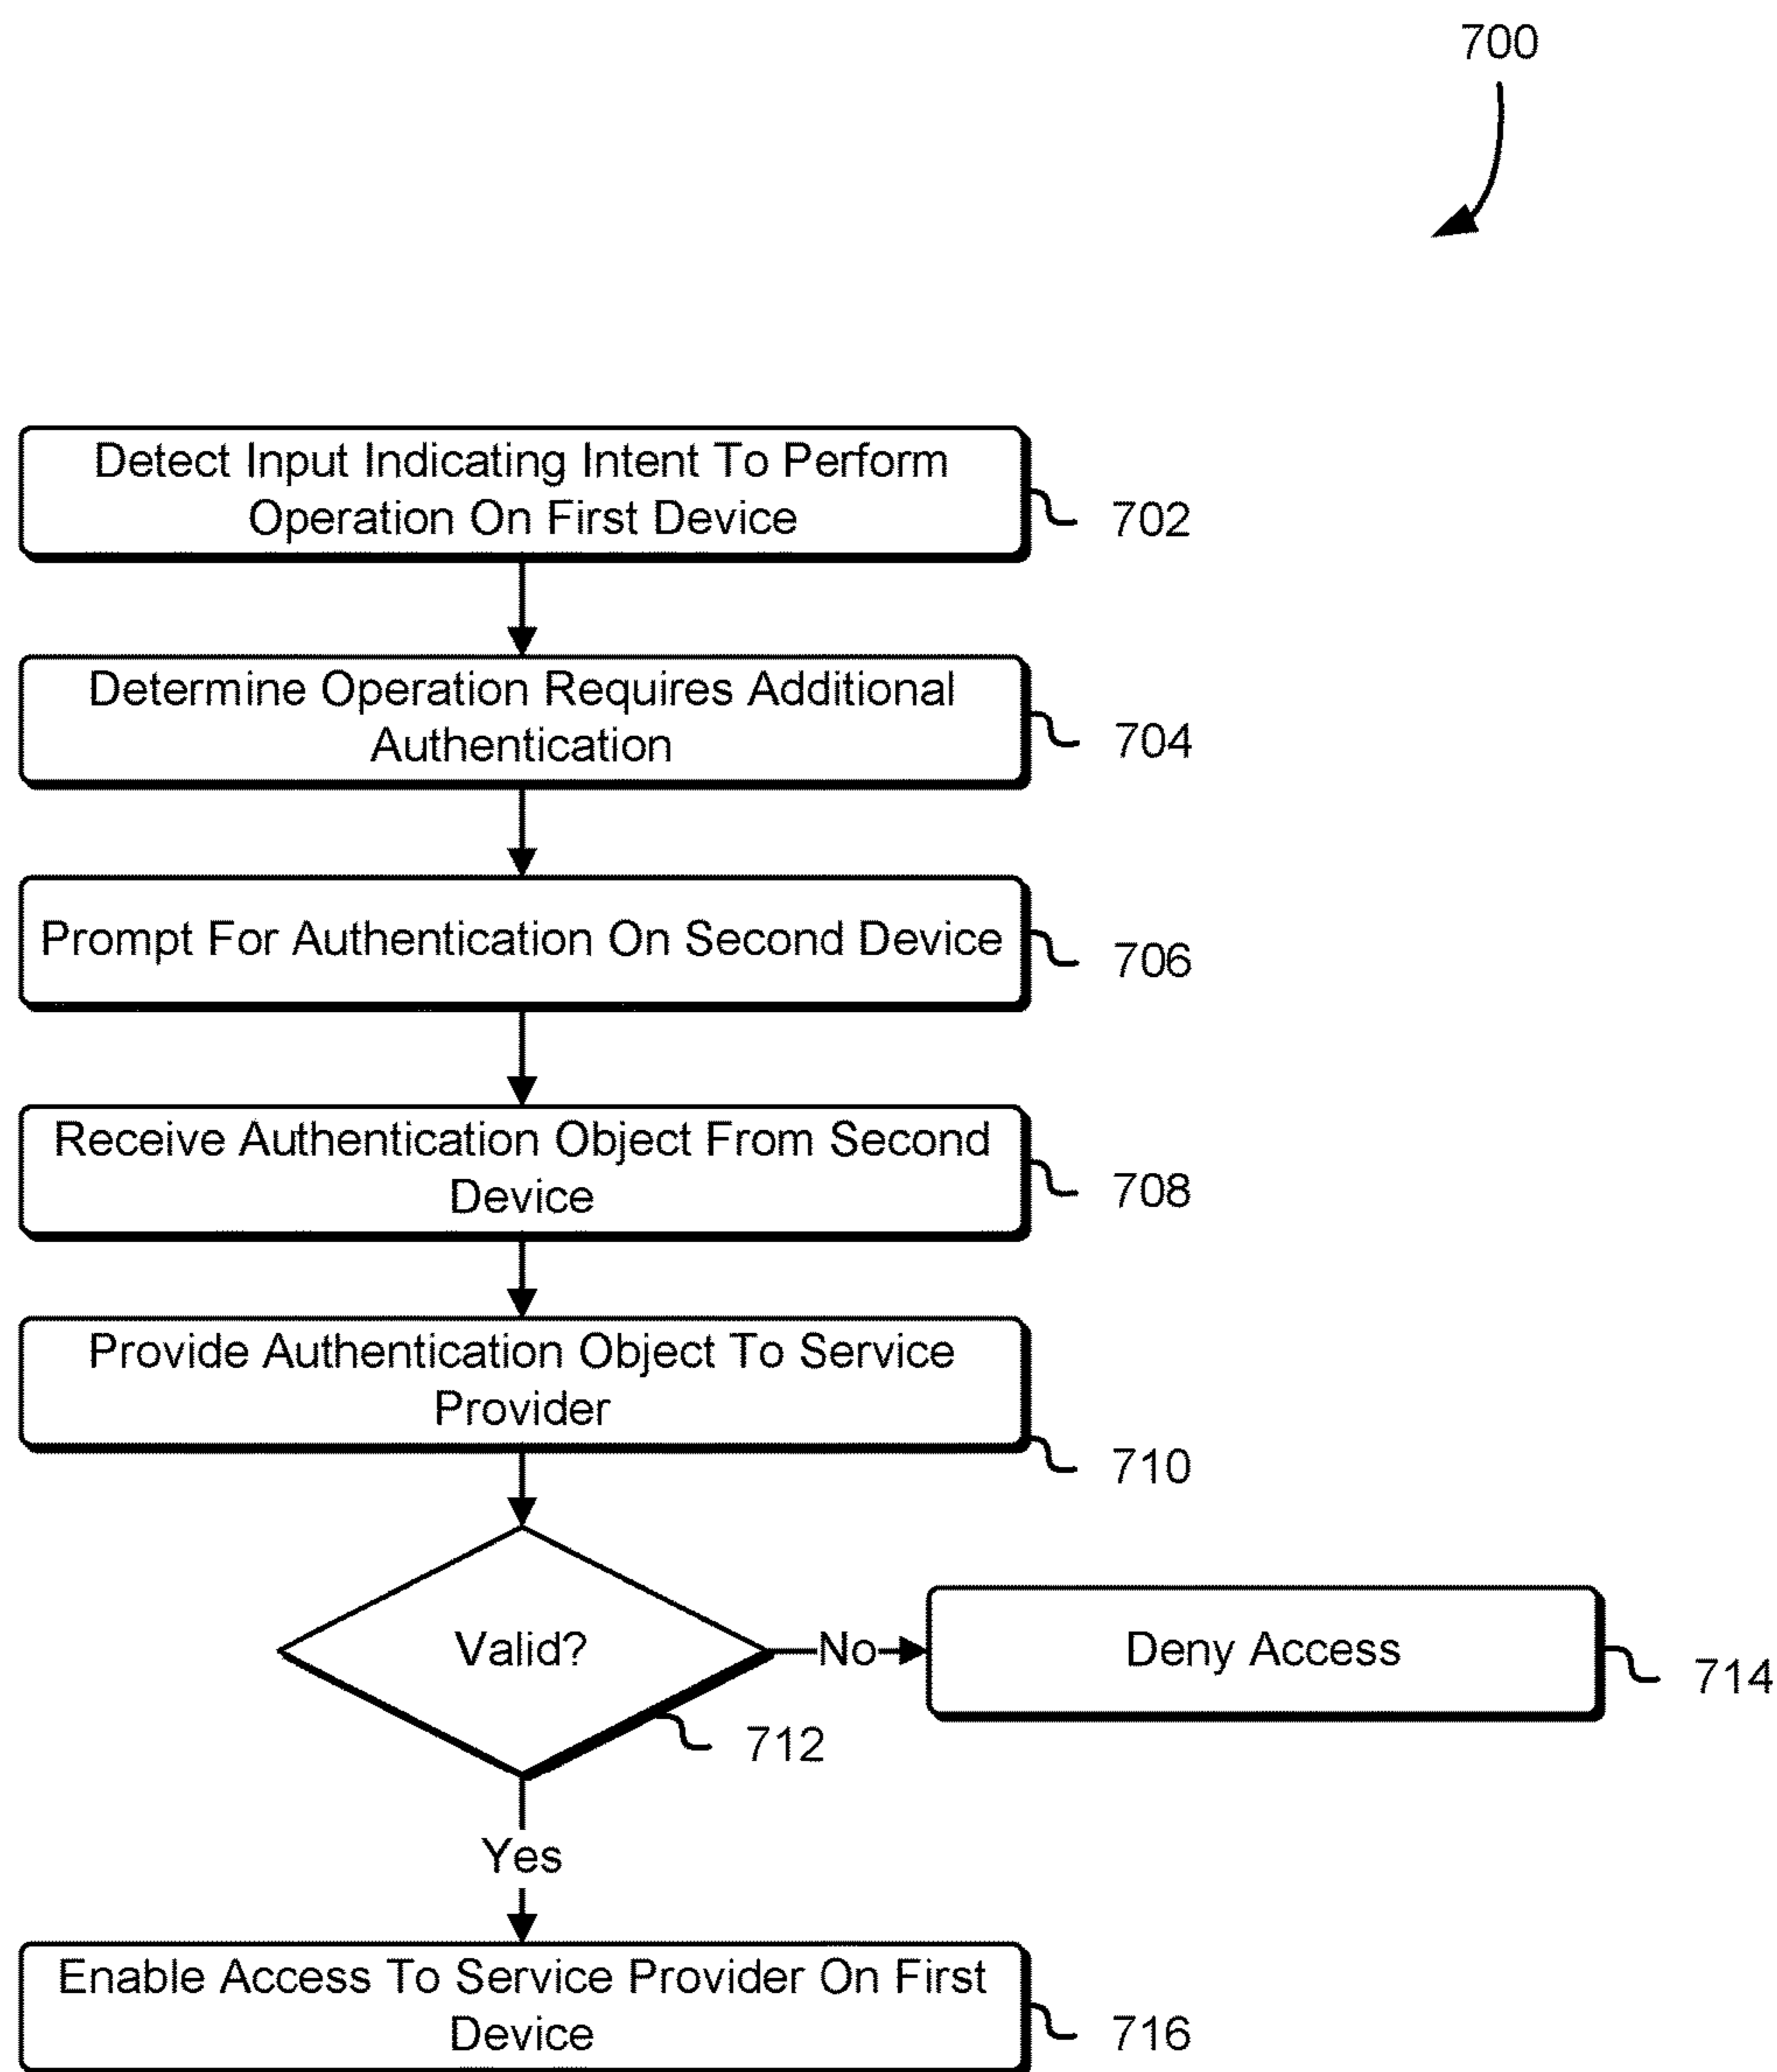 700
Detect Input Indicating Intent To Perform
Operation On First Device
702
Determine Operation Requires Additional
Authentication
704
Prompt For Authentication On Second Device
706
Receive Authentication Object From Second
Device
708
Provide Authentication Object To Service
Provider
710
Valid?
No
Deny Access
714
712
Yes
Enable Access To Service Provider On First
Device
716